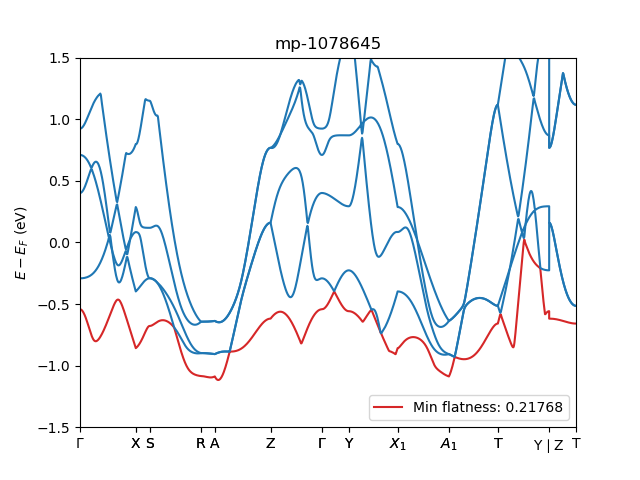 mp-1078645
E − E_F (eV)
1.5
1.0
0.5
0.0
−0.5
−1.0
−1.5
Min flatness: 0.21768
Γ X S R A Z Γ Y X₁ A₁ T Y | Z T